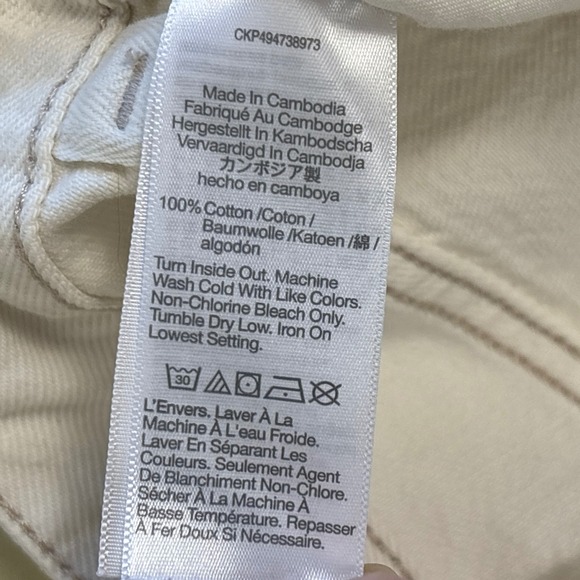 CKP494738973
Made In Cambodia
Fabriqué Au Cambodge
Hergestellt In Kambodscha
Vervaardigd In Cambodja
カンボジア製
hecho en camboya
100% Cotton /Coton /
Baumwolle /Katoen /綿 /
algodón
Turn Inside Out. Machine
Wash Cold With Like Colors.
Non-Chlorine Bleach Only.
Tumble Dry Low. Iron On
Lowest Setting.
30
L'Envers. Laver À La
Machine À L'eau Froide.
Laver En Séparant Les
Couleurs. Seulement Agent
De Blanchiment Non-Chlore.
Sécher À La Machine À
Basse Température. Repasser
À Fer Doux Si Nécessaire.